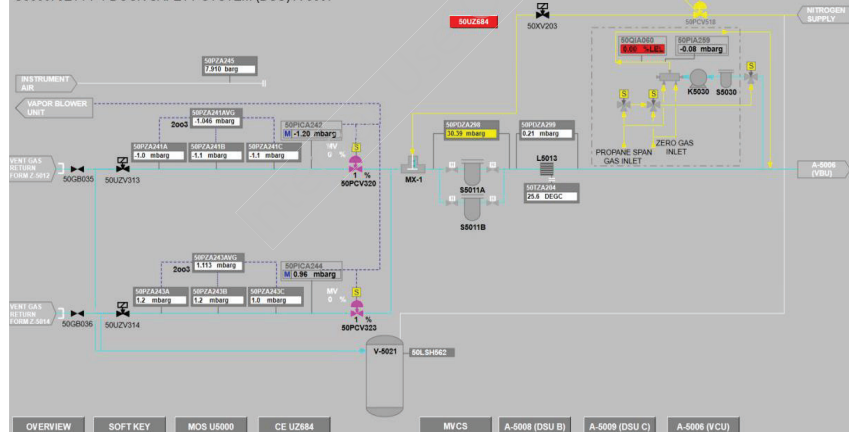 50UZ684
50XV203
50PCV518
NITROGEN
SUPPLY
50PZA245
7.910 barg
50QIA060
0.00 %LEL
50PIA259
-0.08 mbarg
INSTRUMENT
AIR
S
K5030
S5030
VAPOR BLOWER
UNIT
2oo3
50PZA241AVG
-1.046 mbarg
50PICA242
M -1.20 mbarg
50PDZA298
30.39 mbarg
50PDZA299
0.21 mbarg
S
S
PROPANE SPAN
GAS INLET
ZERO GAS
INLET
50PZA241A
-1.0 mbarg
50PZA241B
-1.1 mbarg
50PZA241C
-1.1 mbarg
MV
0 %
S
VENT GAS
RETURN
FORM Z-5012
50GB035
50UZV313
1 %
50PCV320
MX-1
S5011A
L5013
50TZA204
25.6 DEGC
A-5006
(VBU)
S5011B
2oo3
50PZA243AVG
1.113 mbarg
50PICA244
M 0.96 mbarg
50PZA243A
1.2 mbarg
50PZA243B
1.2 mbarg
50PZA243C
1.0 mbarg
MV
0 %
S
VENT GAS
RETURN
FORM Z-5014
50GB036
50UZV314
1 %
50PCV323
V-5021
50LSH562
OVERVIEW
SOFT KEY
MOS U5000
CE UZ684
MVCS
A-5008 (DSU B)
A-5009 (DSU C)
A-5006 (VCU)